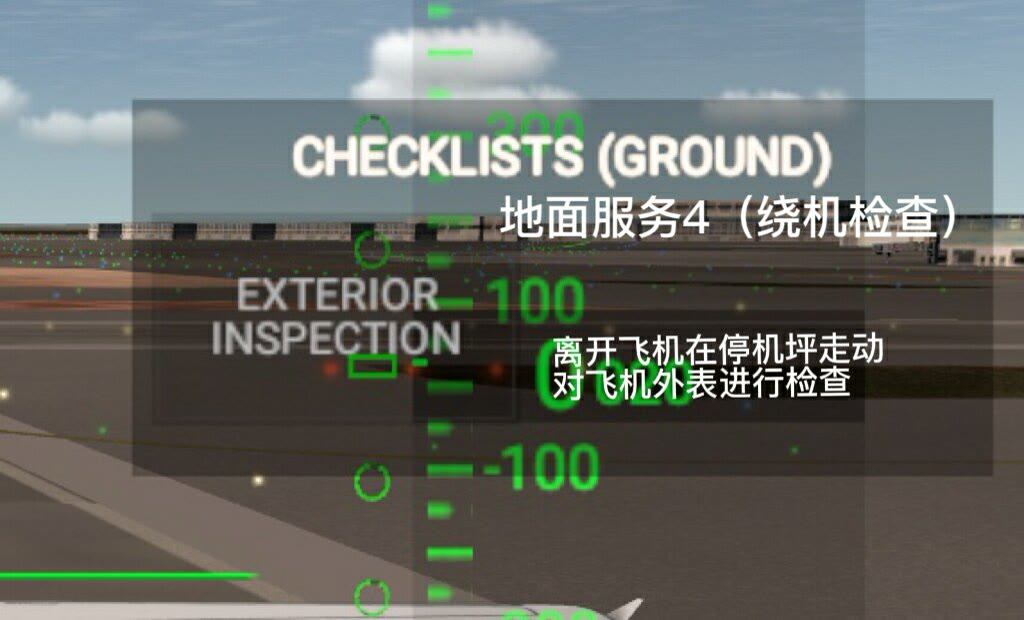 200
CHECKLISTS (GROUND)
地面服务4（绕机检查）
EXTERIOR
INSPECTION
100
离开飞机在停机坪走动
对飞机外表进行检查
-100